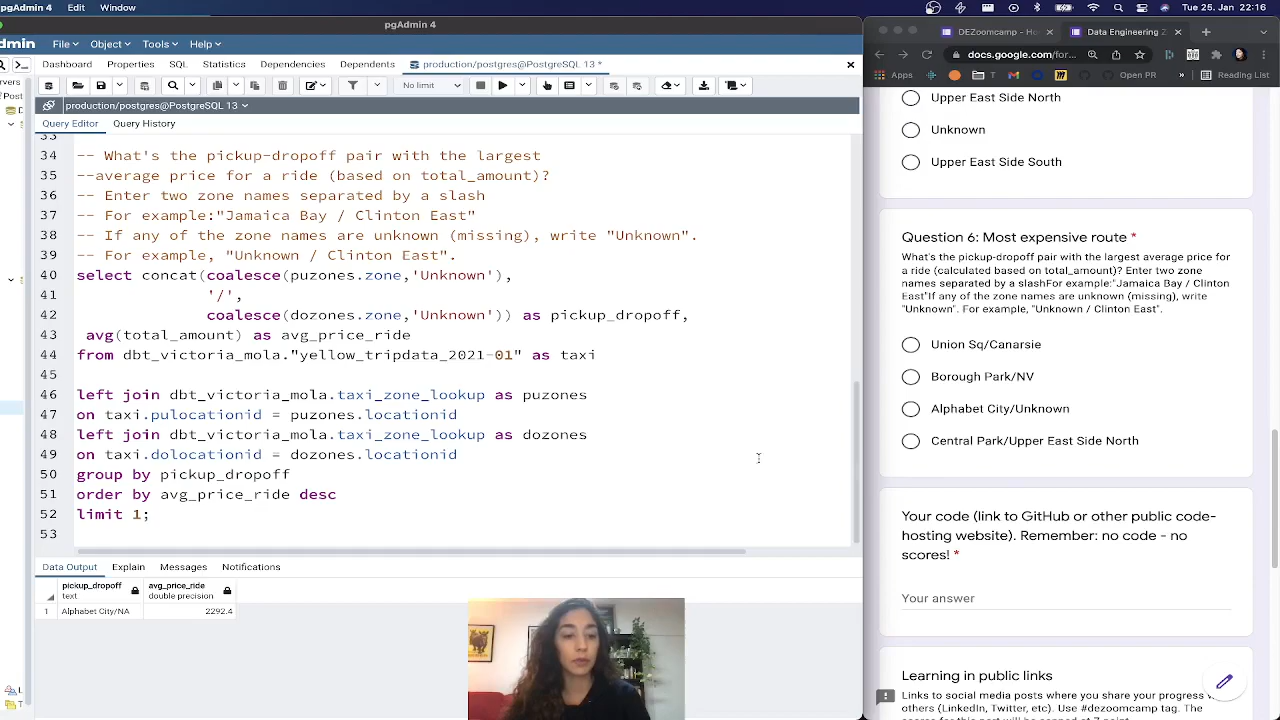 pgAdmin 4 Edit Window
Tue 25. Jan 22:16
pgAdmin 4
DEZoomcamp - Ho
Data Engineering Z
dmin File Object Tools Help
docs.google.com/for...
Apps
T
Open PR
Reading List
Dashboard Properties SQL Statistics Dependencies Dependents production/postgres@PostgreSQL 13 *
No limit
production/postgres@PostgreSQL 13
Query Editor Query History
33
34 -- What's the pickup-dropoff pair with the largest
35 --average price for a ride (based on total_amount)?
36 -- Enter two zone names separated by a slash
37 -- For example:"Jamaica Bay / Clinton East"
38 -- If any of the zone names are unknown (missing), write "Unknown".
39 -- For example, "Unknown / Clinton East".
40 select concat(coalesce(puzones.zone,'Unknown'),
41 '/',
42 coalesce(dozones.zone,'Unknown')) as pickup_dropoff,
43 avg(total_amount) as avg_price_ride
44 from dbt_victoria_mola."yellow_tripdata_2021-01" as taxi
45
46 left join dbt_victoria_mola.taxi_zone_lookup as puzones
47 on taxi.pulocationid = puzones.locationid
48 left join dbt_victoria_mola.taxi_zone_lookup as dozones
49 on taxi.dolocationid = dozones.locationid
50 group by pickup_dropoff
51 order by avg_price_ride desc
52 limit 1;
53
Data Output Explain Messages Notifications
pickup_dropoff avg_price_ride
text double precision
1 Alphabet City/NA 2292.4
Upper East Side North
Unknown
Upper East Side South
Question 6: Most expensive route *
What's the pickup-dropoff pair with the largest average price for
a ride (calculated based on total_amount)? Enter two zone
names separated by a slashFor example:"Jamaica Bay / Clinton
East"If any of the zone names are unknown (missing), write
"Unknown". For example, "Unknown / Clinton East".
Union Sq/Canarsie
Borough Park/NV
Alphabet City/Unknown
Central Park/Upper East Side North
Your code (link to GitHub or other public code-
hosting website). Remember: no code - no
scores! *
Your answer
Learning in public links
Links to social media posts where you share your progress
others (LinkedIn, Twitter, etc). Use #dezoomcamp tag. The